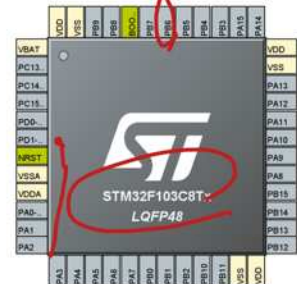 VDD
VSS
PB9
PB8
BOO..
PB7
PB6
PB5
PB4
PB3
PA15
PA14
VBAT
PC13..
PC14..
PC15..
PD0-..
PD1-..
NRST
VSSA
VDDA
PA0-..
PA1
PA2
VDD
VSS
PA13
PA12
PA11
PA10
PA9
PA8
PB15
PB14
PB13
PB12
STM32F103C8Tx
LQFP48
PA3
PA4
PA5
PA6
PA7
PB0
PB1
PB2
PB10
PB11
VSS
VDD